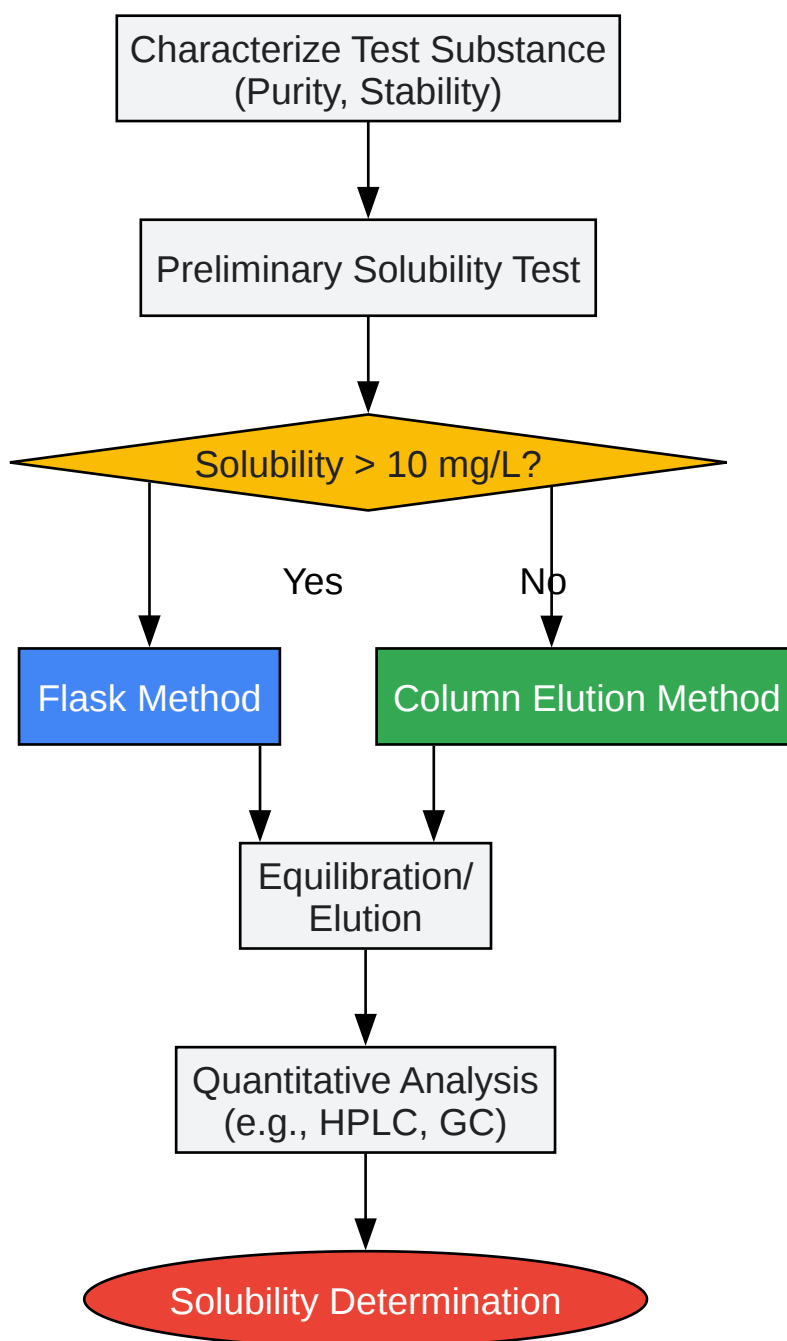 Characterize Test Substance
(Purity, Stability)
Preliminary Solubility Test
Solubility > 10 mg/L?
Yes
No
Flask Method
Column Elution Method
Equilibration/
Elution
Quantitative Analysis
(e.g., HPLC, GC)
Solubility Determination